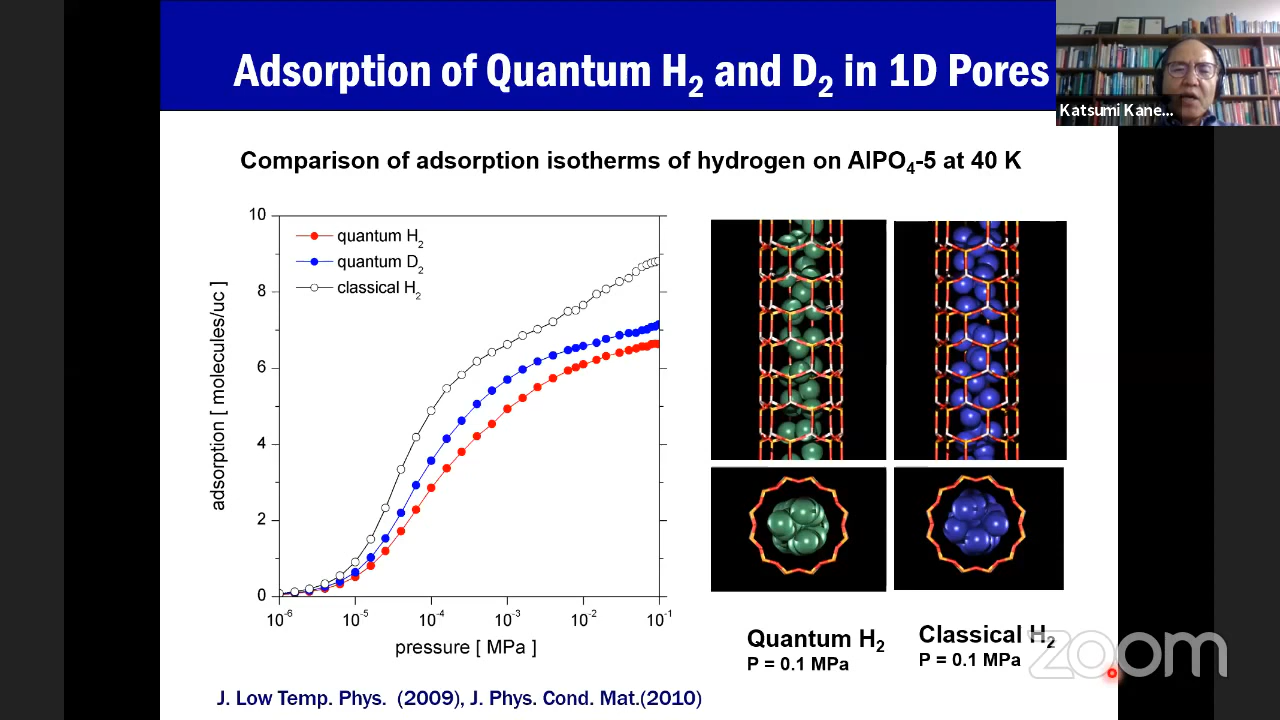 Adsorption of Quantum H2 and D2 in 1D Pores
Katsumi Kane...
Comparison of adsorption isotherms of hydrogen on AlPO4-5 at 40 K
adsorption [ molecules/uc ]
10
8
6
4
2
0
quantum H2
quantum D2
classical H2
10-6 10-5 10-4 10-3 10-2 10-1
pressure [ MPa ]
Quantum H2
P = 0.1 MPa
Classical H2
P = 0.1 MPa
zoom
J. Low Temp. Phys. (2009), J. Phys. Cond. Mat.(2010)